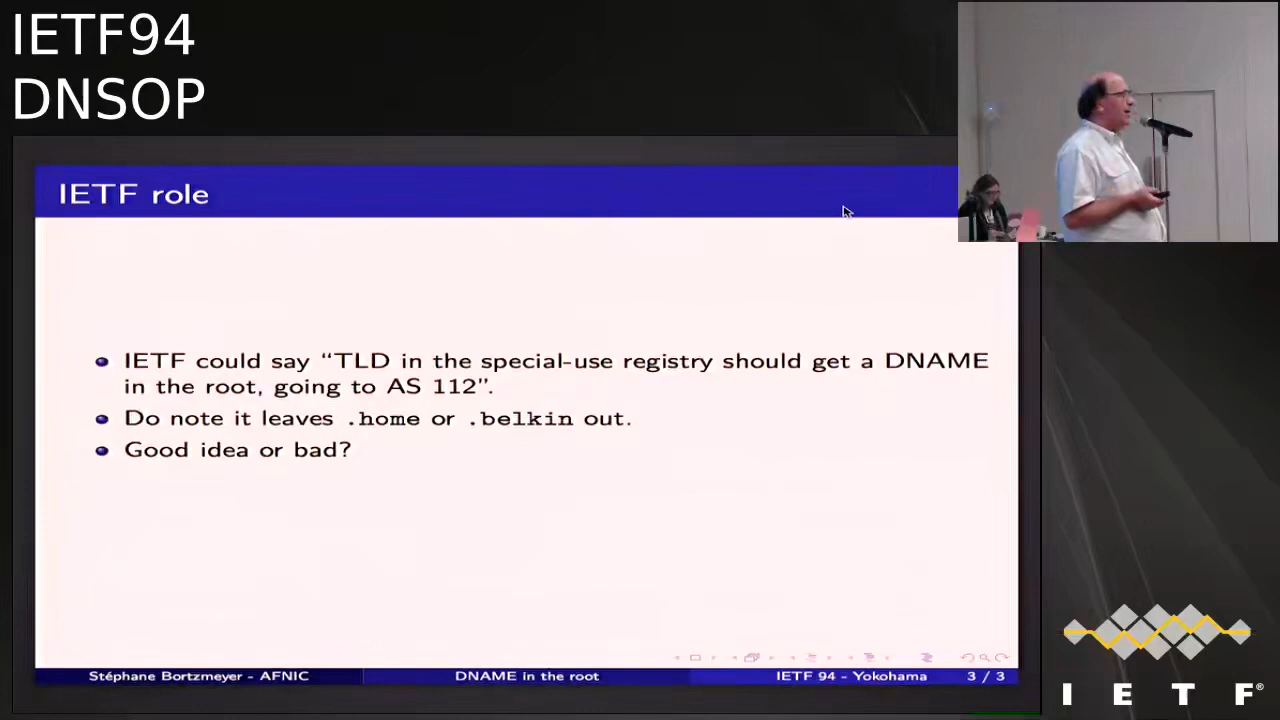 IETF94
DNSOP
IETF role
IETF could say “TLD in the special-use registry should get a DNAME
in the root, going to AS 112”.
Do note it leaves .home or .belkin out.
Good idea or bad?
Stéphane Bortzmeyer - AFNIC
DNAME in the root
IETF 94 - Yokohama
3 / 3
I E T F®